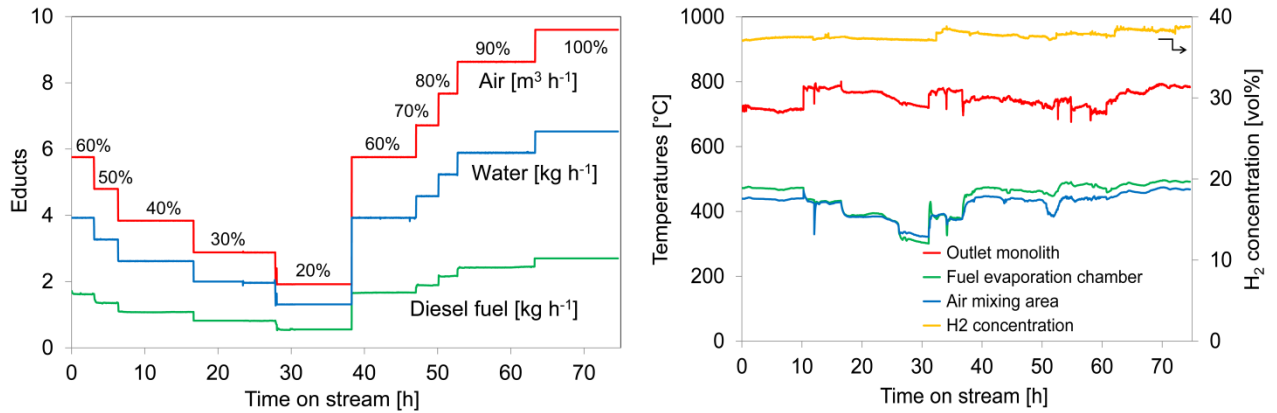 10
8
6
4
2
0
Educts
0 10 20 30 40 50 60 70
Time on stream [h]
60%
50%
40%
30%
20%
60%
70%
80%
90%
100%
Air [m³ h⁻¹]
Water [kg h⁻¹]
Diesel fuel [kg h⁻¹]
1000
800
600
400
200
0
Temperatures [°C]
0 10 20 30 40 50 60 70
Time on stream [h]
40
30
20
10
0
H₂ concentration [vol%]
Outlet monolith
Fuel evaporation chamber
Air mixing area
H2 concentration